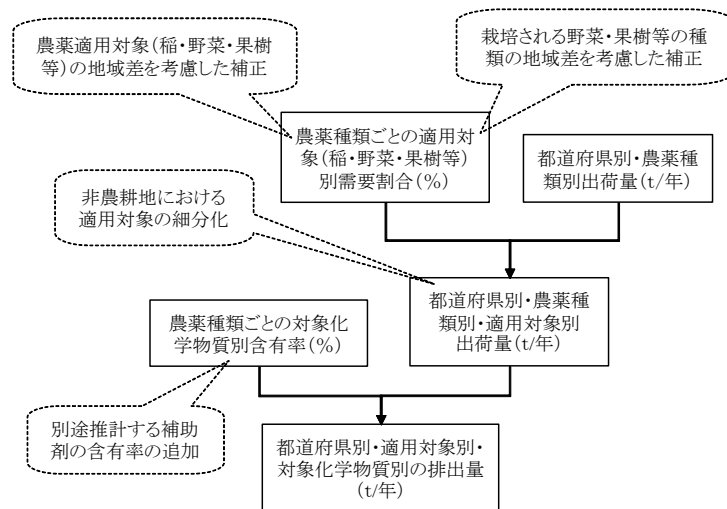 農薬適用対象(稲・野菜・果樹
等)の地域差を考慮した補正
栽培される野菜・果樹等の種
類の地域差を考慮した補正
農薬種類ごとの適用対
象(稲・野菜・果樹等)
別需要割合(%)
都道府県別・農薬種
類別出荷量(t/年)
非農耕地における
適用対象の細分化
都道府県別・農薬種
類別・適用対象別
出荷量(t/年)
農薬種類ごとの対象化
学物質別含有率(%)
別途推計する補助
剤の含有率の追加
都道府県別・適用対象別・
対象化学物質別の排出量
(t/年)